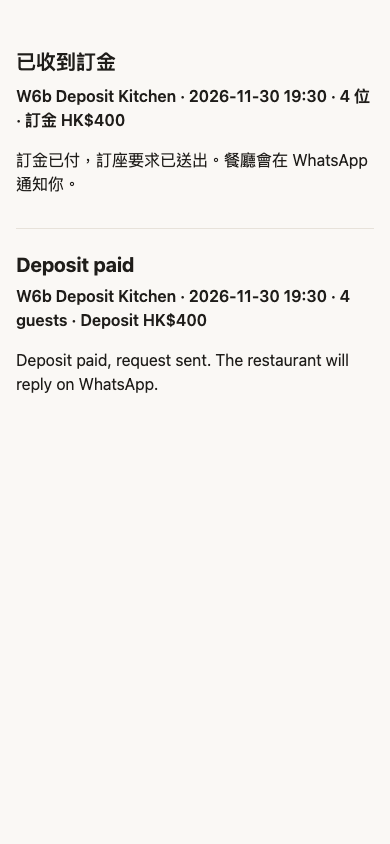 已收到訂金
W6b Deposit Kitchen · 2026-11-30 19:30 · 4 位
· 訂金 HK$400
訂金已付，訂座要求已送出。餐廳會在 WhatsApp
通知你。
Deposit paid
W6b Deposit Kitchen · 2026-11-30 19:30 · 4
guests · Deposit HK$400
Deposit paid, request sent. The restaurant will
reply on WhatsApp.